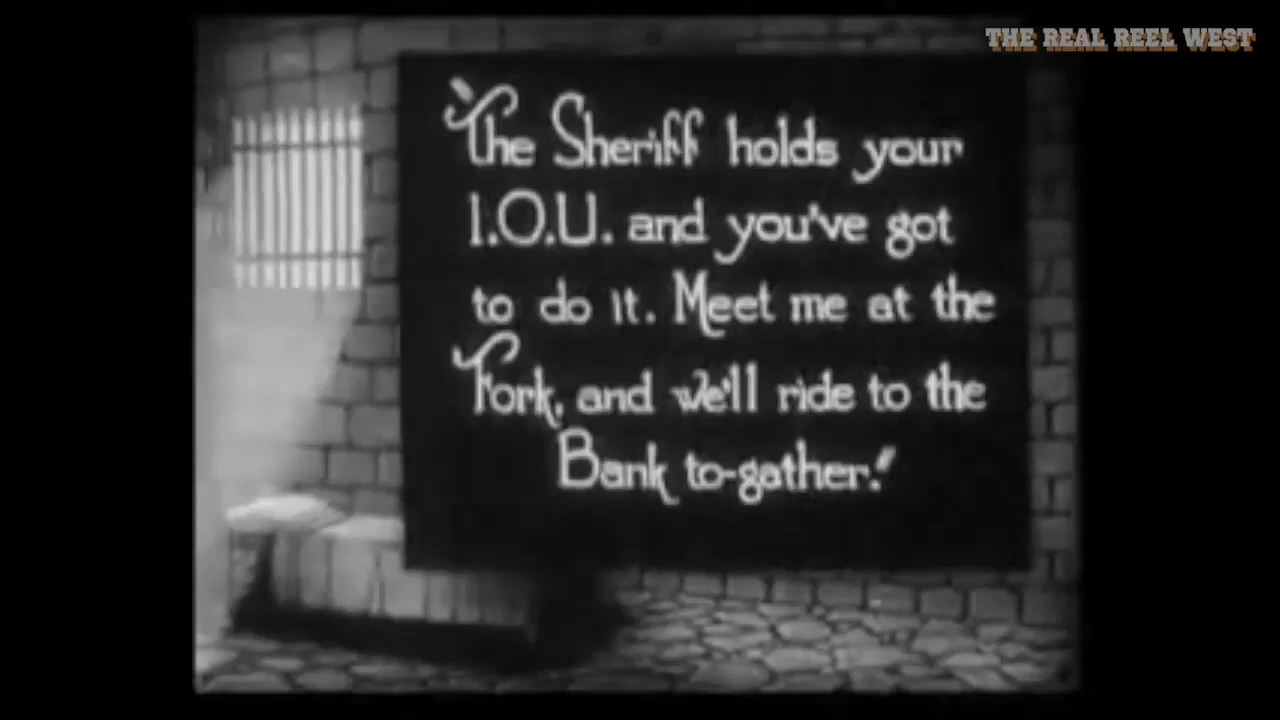 THE REAL REEL WEST
"The Sheriff holds your
I.O.U. and you've got
to do it. Meet me at the
Fork, and we'll ride to the
Bank to-gather."